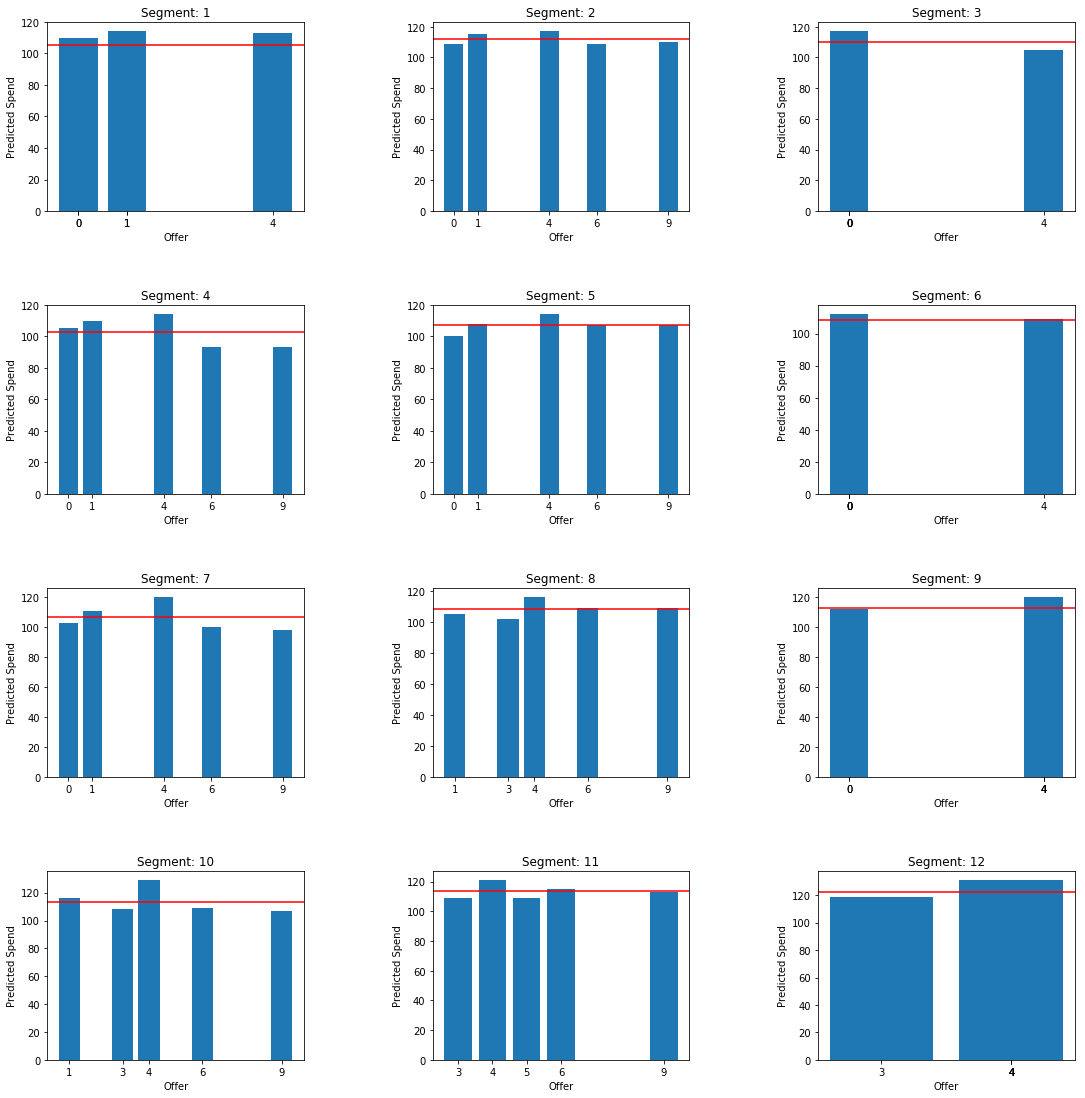 Segment: 1
Predicted Spend
120
100
80
60
40
20
0
0 1 4
Offer
Segment: 2
Predicted Spend
120
100
80
60
40
20
0
0 1 4 6 9
Offer
Segment: 3
Predicted Spend
120
100
80
60
40
20
0
0 4
Offer
Segment: 4
Predicted Spend
120
100
80
60
40
20
0
0 1 4 6 9
Offer
Segment: 5
Predicted Spend
120
100
80
60
40
20
0
0 1 4 6 9
Offer
Segment: 6
Predicted Spend
100
80
60
40
20
0
0 4
Offer
Segment: 7
Predicted Spend
120
100
80
60
40
20
0
0 1 4 6 9
Offer
Segment: 8
Predicted Spend
120
100
80
60
40
20
0
1 3 4 6 9
Offer
Segment: 9
Predicted Spend
120
100
80
60
40
20
0
0 4
Offer
Segment: 10
Predicted Spend
120
100
80
60
40
20
0
1 3 4 6 9
Offer
Segment: 11
Predicted Spend
120
100
80
60
40
20
0
3 4 5 6 9
Offer
Segment: 12
Predicted Spend
120
100
80
60
40
20
0
3 4
Offer